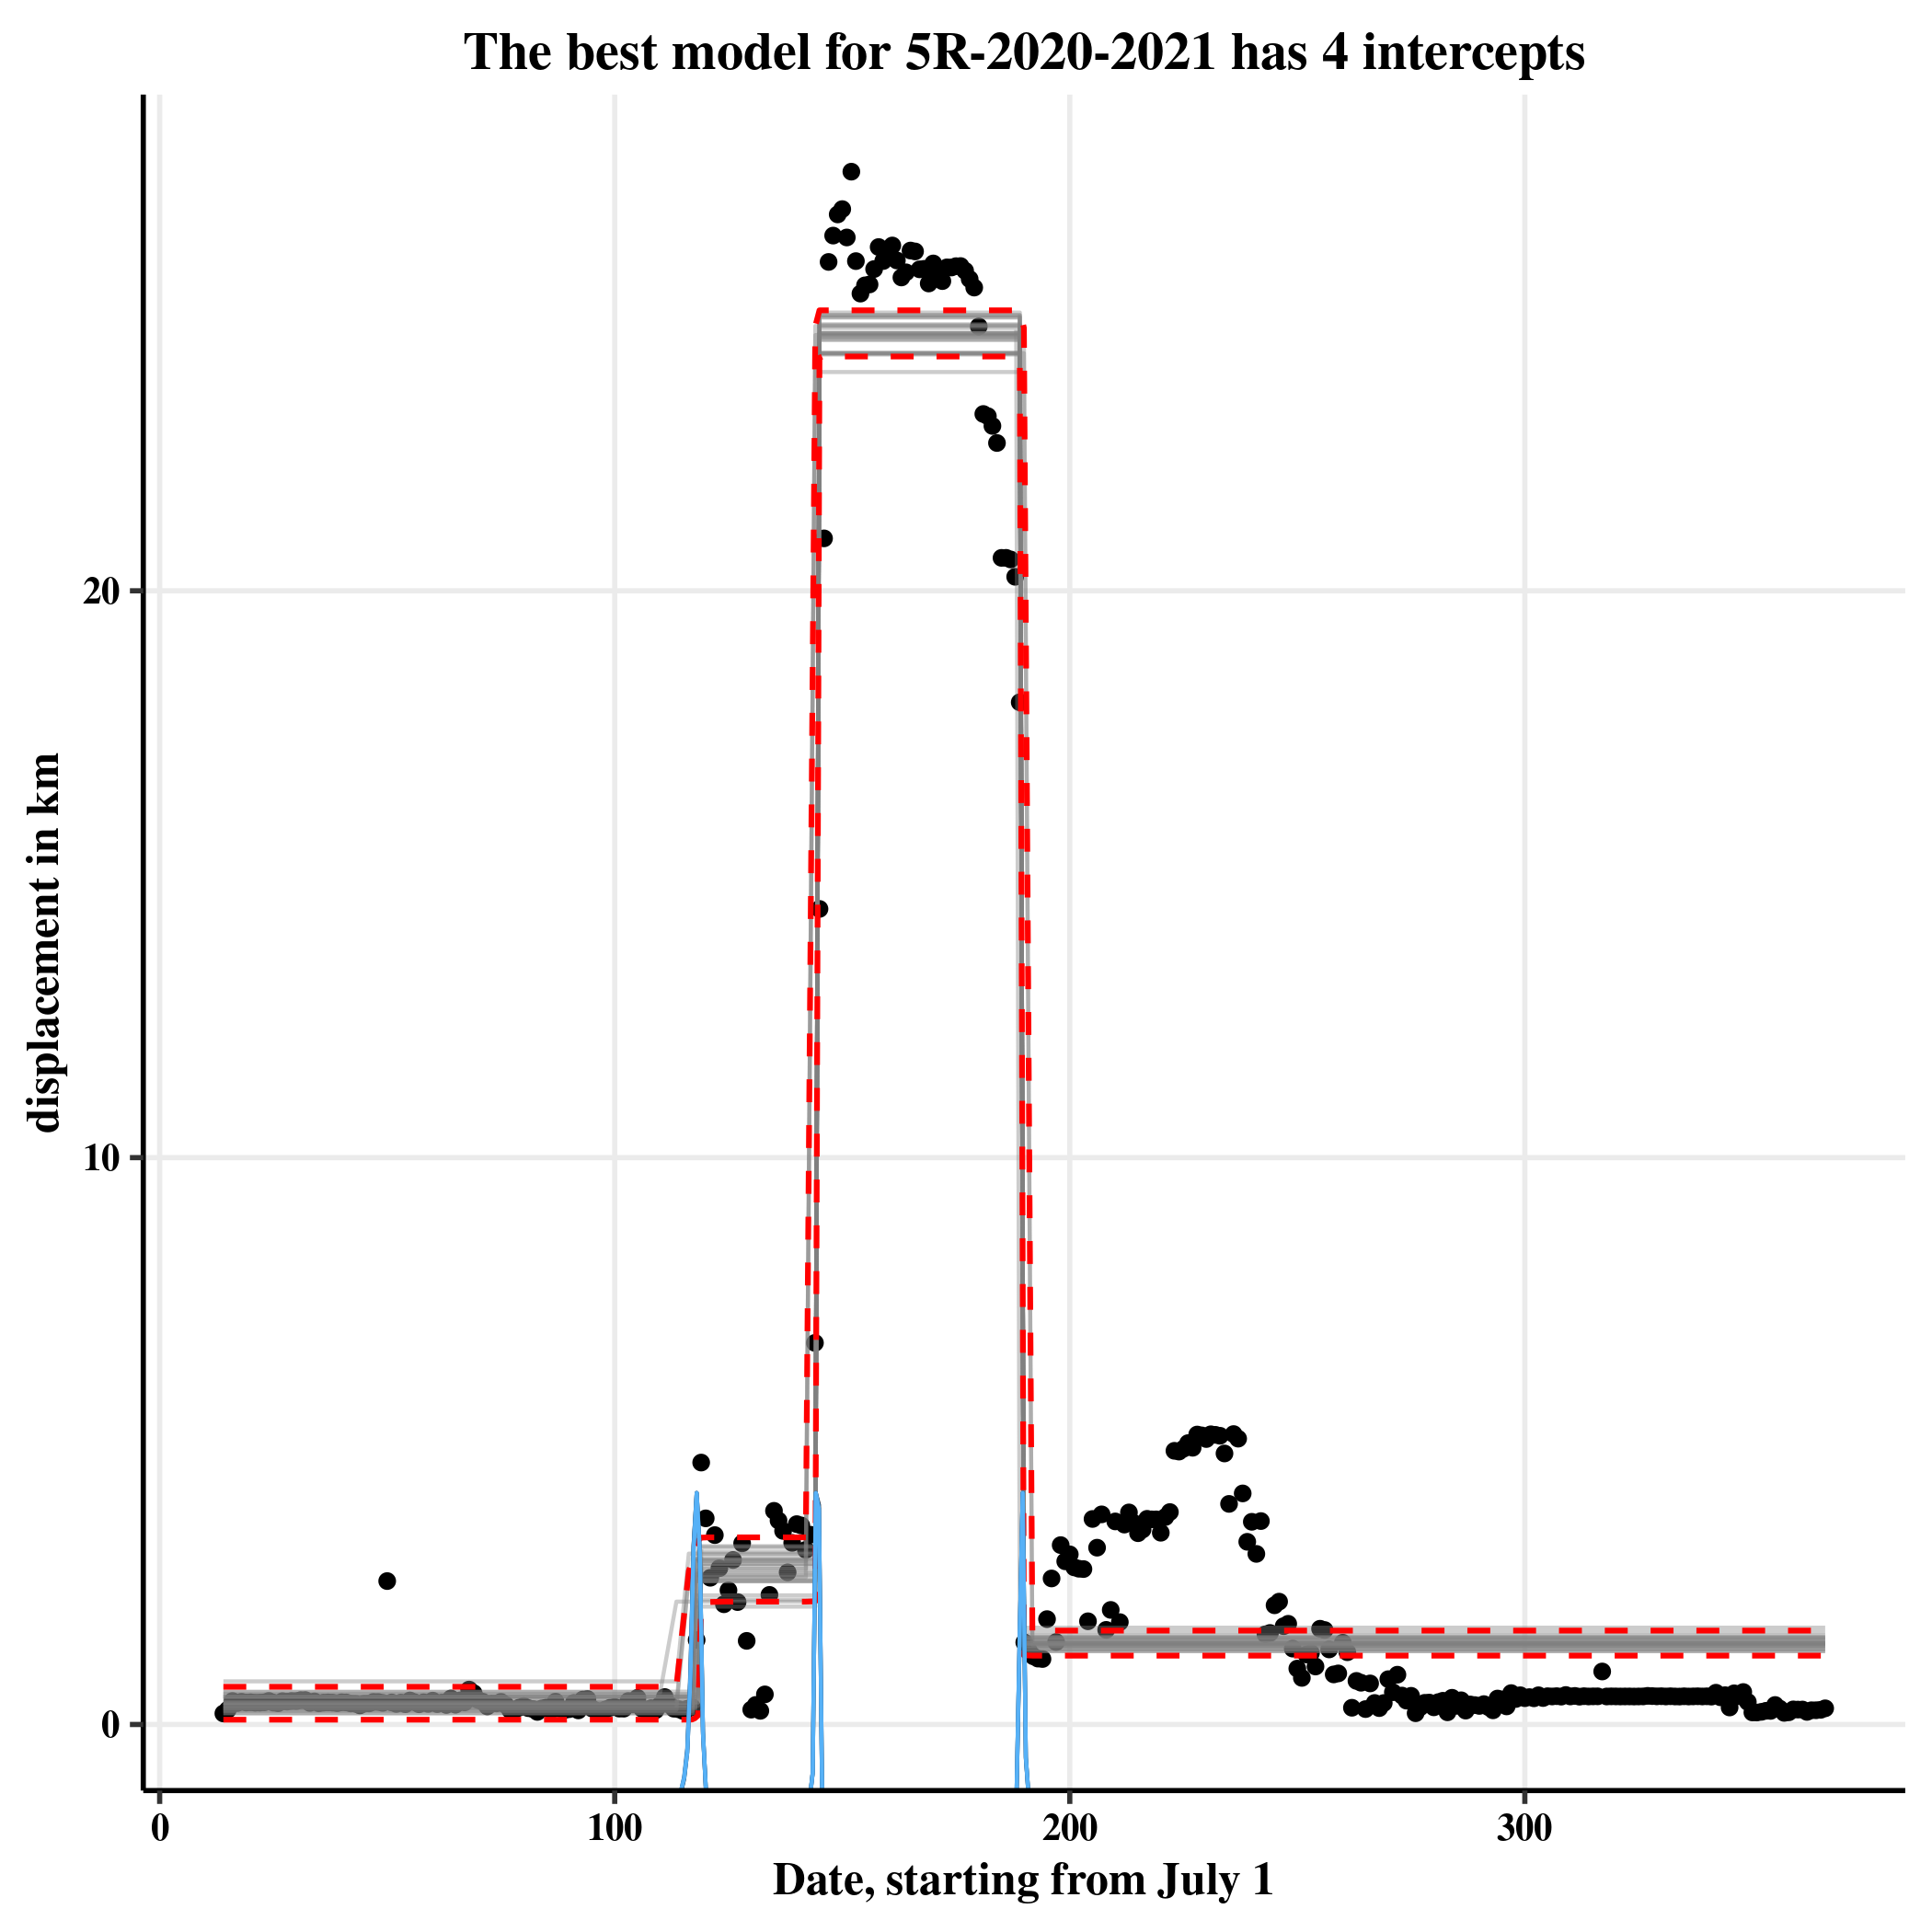 The best model for 5R-2020-2021 has 4 intercepts
displacement in km
20
10
0
0 100 200 300
Date, starting from July 1